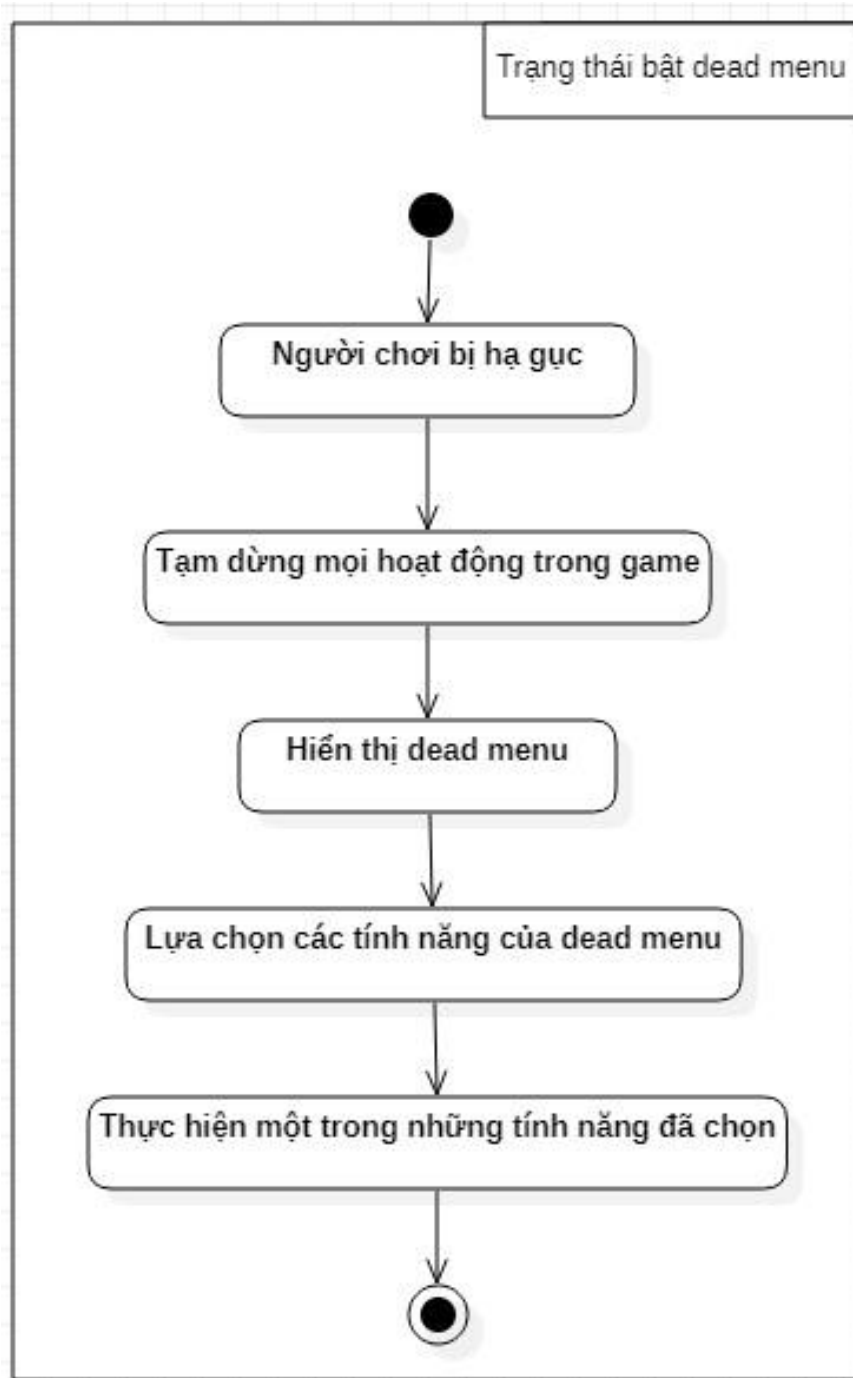 Trạng thái bật dead menu
Người chơi bị hạ gục
Tạm dừng mọi hoạt động trong game
Hiển thị dead menu
Lựa chọn các tính năng của dead menu
Thực hiện một trong những tính năng đã chọn